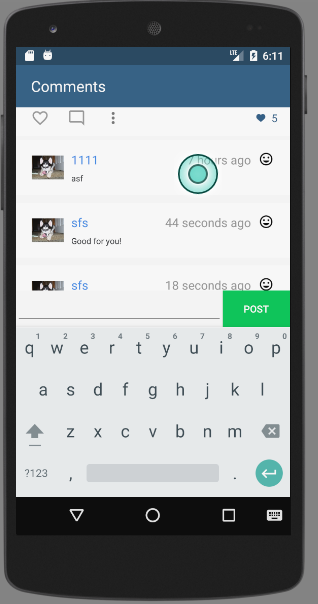 LTE 6:11
Comments
5
1111 7 hours ago
asf
sfs 44 seconds ago
Good for you!
sfs 18 seconds ago
POST
1 2 3 4 5 6 7 8 9 0
q w e r t y u i o p
a s d f g h j k l
z x c v b n m
?123 , .